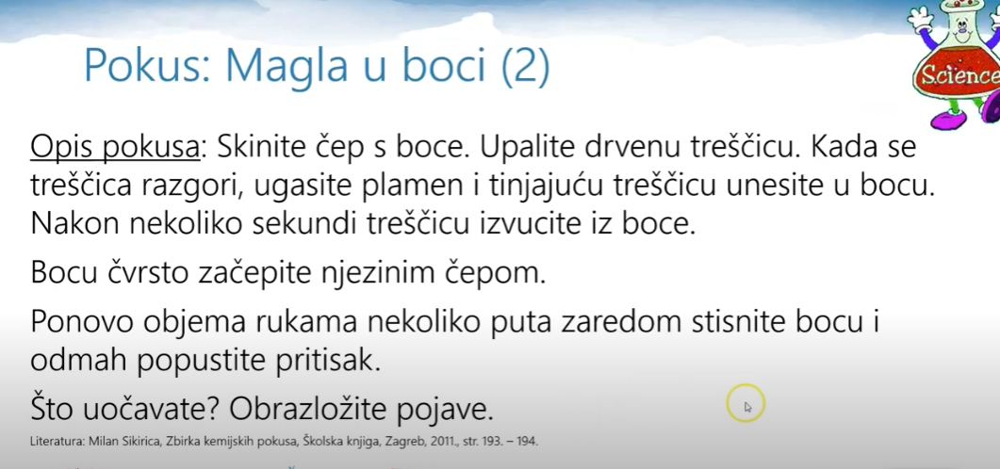 Pokus: Magla u boci (2)
Science
Opis pokusa: Skinite čep s boce. Upalite drvenu treščicu. Kada se
treščica razgori, ugasite plamen i tinjajuću treščicu unesite u bocu.
Nakon nekoliko sekundi treščicu izvucite iz boce.
Bocu čvrsto začepite njezinim čepom.
Ponovo objema rukama nekoliko puta zaredom stisnite bocu i
odmah popustite pritisak.
Što uočavate? Obrazložite pojave.
Literatura: Milan Sikirica, Zbirka kemijskih pokusa, Školska knjiga, Zagreb, 2011., str. 193. – 194.